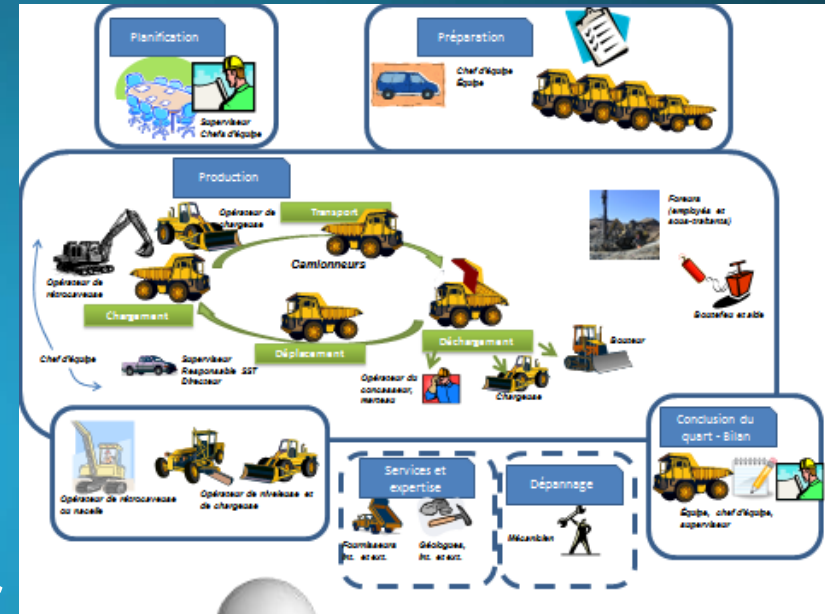 Planification
Superviseur
Chefs d'équipe
Préparation
Chef d'équipe
Équipe
Production
Opérateur de
chargeuse
Transport
Camionneurs
Opérateur de
rétrocaveuse
Chargement
Déplacement
Déchargement
Chef d'équipe
Superviseur
Responsable SST
Directeur
Opérateur du
concasseur,
marteau
Chargeuse
Bouteur
Foreurs
(employés et
sous-traitants)
Boutefeu et aide
Opérateur de rétrocaveuse
ou nacelle
Opérateur de niveleuse et
de chargeuse
Services et
expertise
Fournisseurs
Int. et ext.
Géologues,
Int. et ext.
Dépannage
Mécanicien
Conclusion du
quart - Bilan
Équipe, chef d'équipe,
superviseur